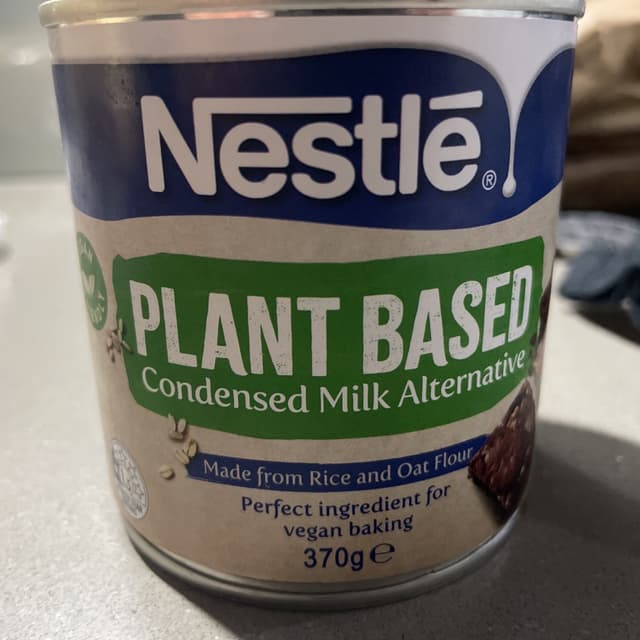 Nestlé®
PLANT BASED
Condensed Milk Alternative
Made from Rice and Oat Flour
Perfect ingredient for
vegan baking
370g ℮